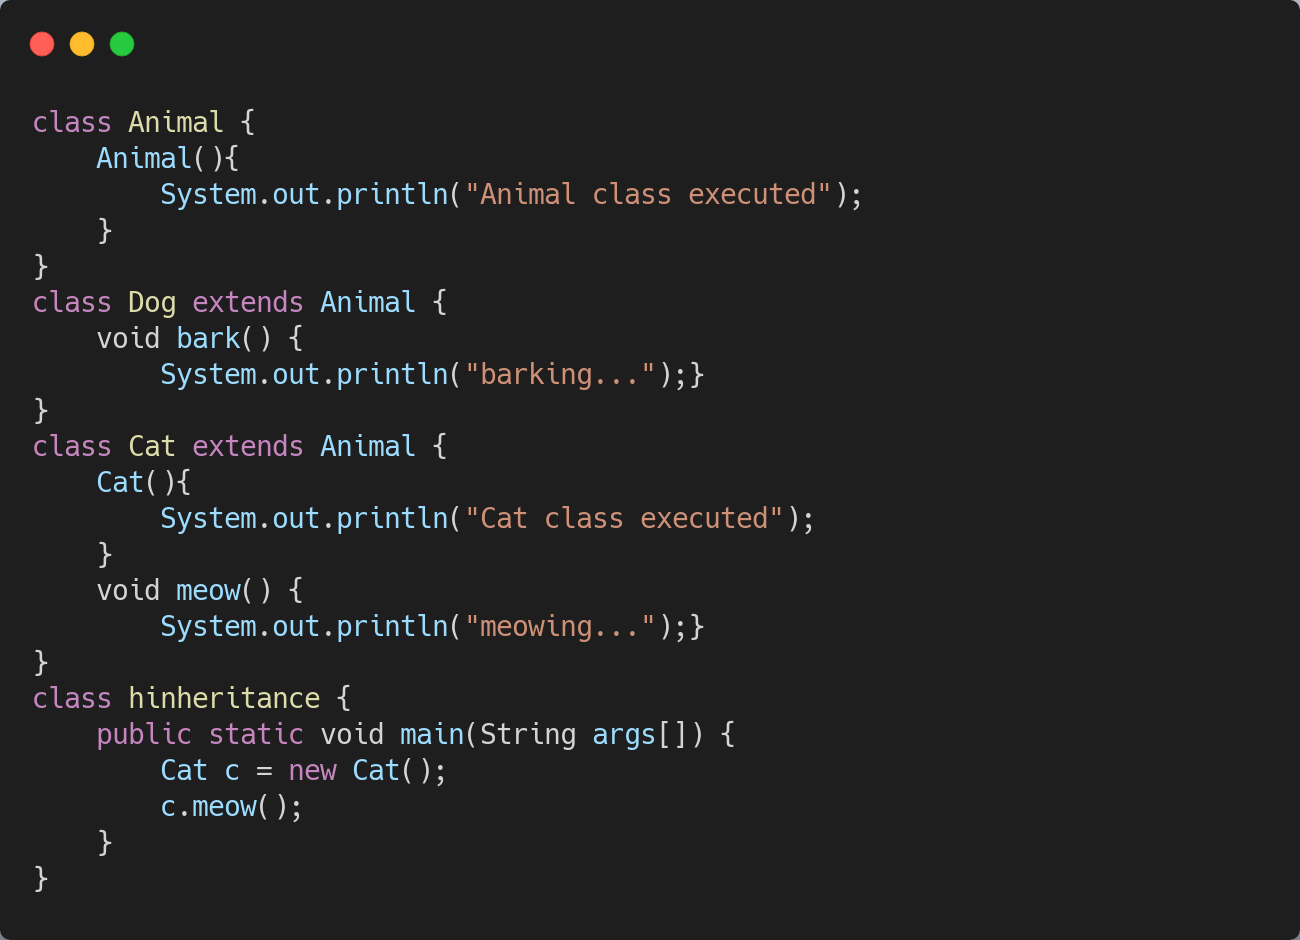 class Animal {
    Animal(){
        System.out.println("Animal class executed");
    }
}
class Dog extends Animal {
    void bark() {
        System.out.println("barking...");}
}
class Cat extends Animal {
    Cat(){
        System.out.println("Cat class executed");
    }
    void meow() {
        System.out.println("meowing...");}
}
class hinheritance {
    public static void main(String args[]) {
        Cat c = new Cat();
        c.meow();
    }
}